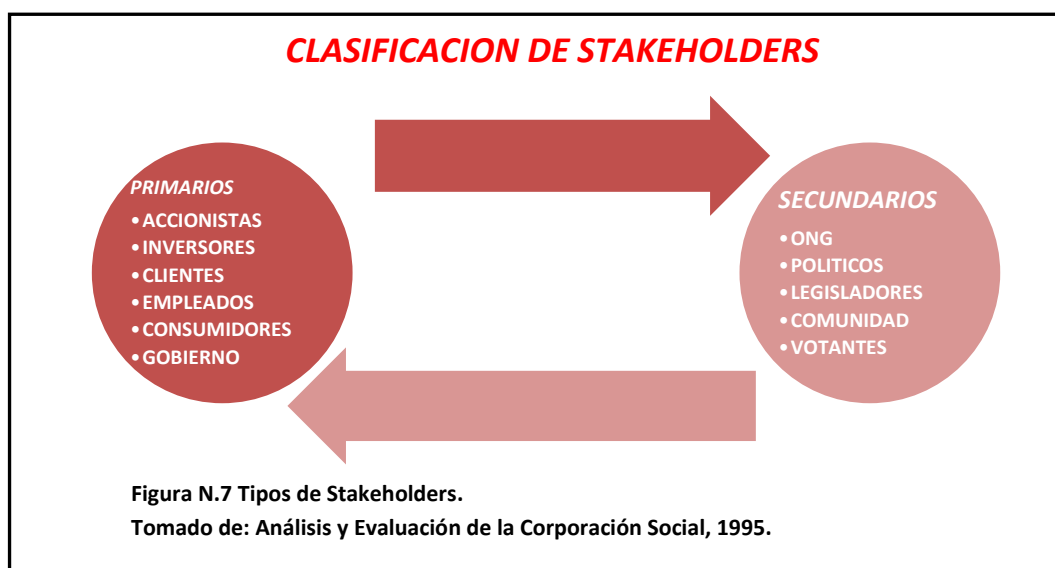 CLASIFICACION DE STAKEHOLDERS
PRIMARIOS
• ACCIONISTAS
• INVERSORES
• CLIENTES
• EMPLEADOS
• CONSUMIDORES
• GOBIERNO
SECUNDARIOS
• ONG
• POLITICOS
• LEGISLADORES
• COMUNIDAD
• VOTANTES
Figura N.7 Tipos de Stakeholders.
Tomado de: Análisis y Evaluación de la Corporación Social, 1995.